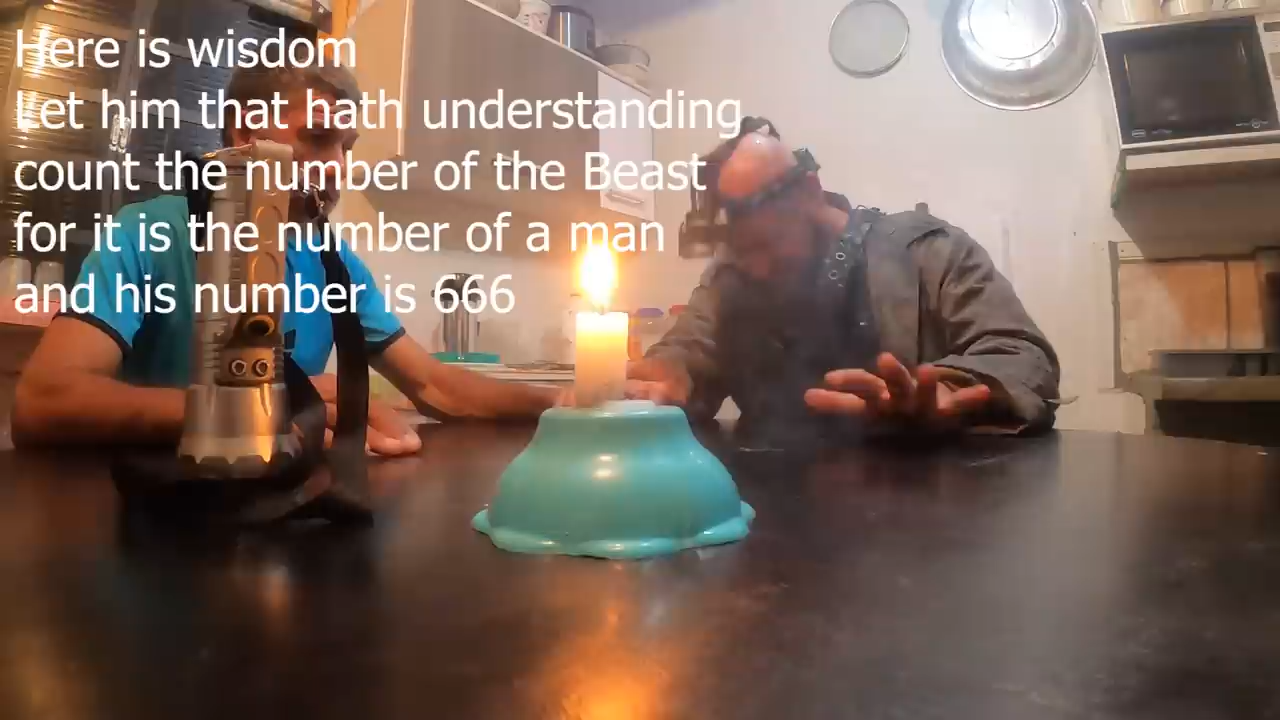 Here is wisdom
Let him that hath understanding
count the number of the Beast
for it is the number of a man
and his number is 666